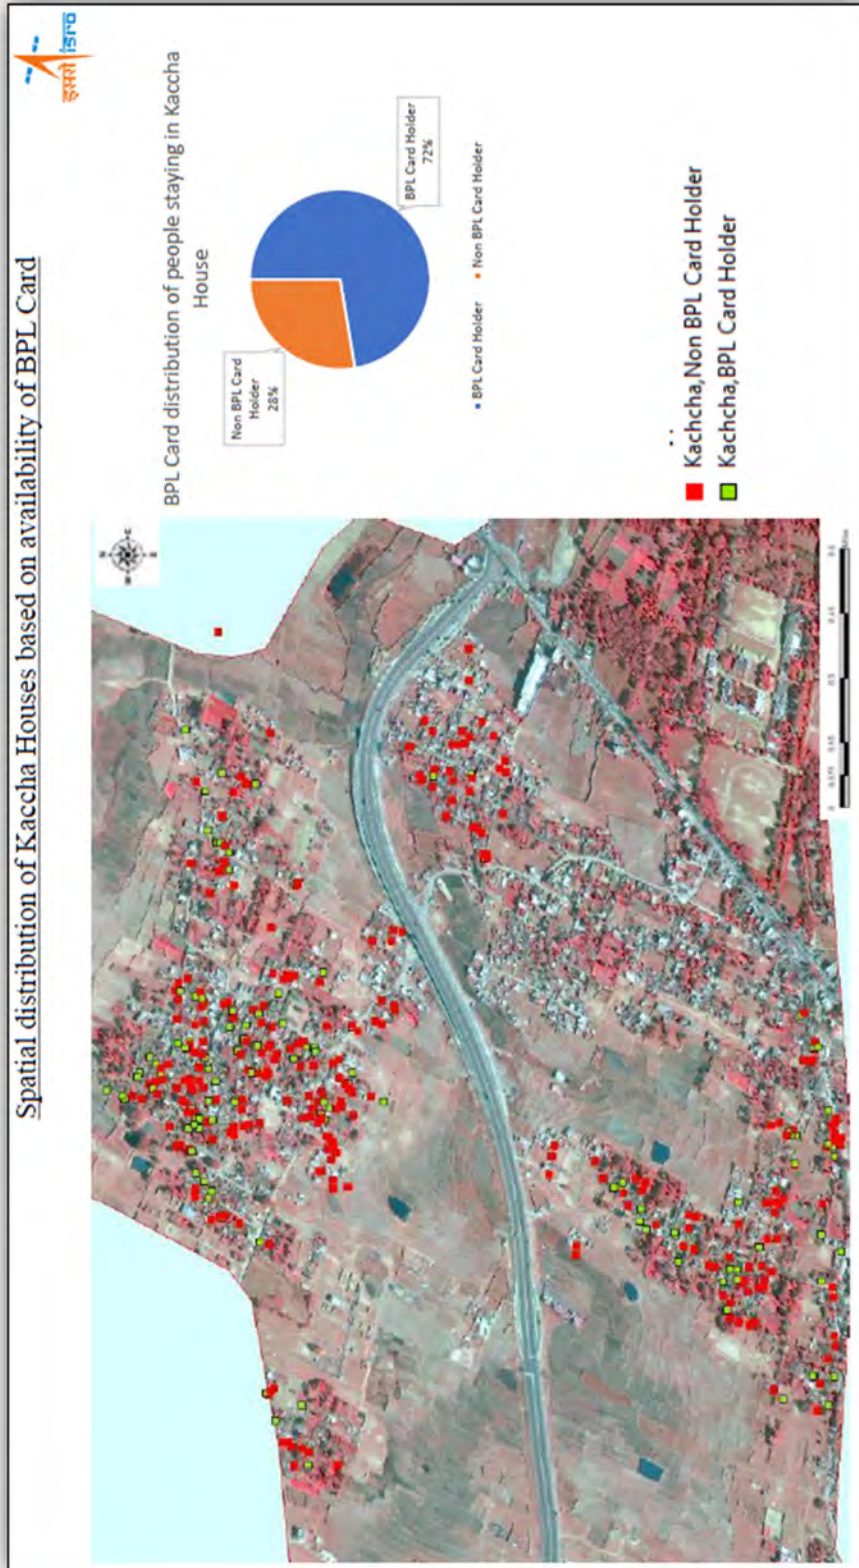 Spatial distribution of Kaccha Houses based on availability of BPL Card
इसरो isro
BPL Card distribution of people staying in Kaccha
House
Non BPL Card
Holder
28%
BPL Card Holder
72%
BPL Card Holder
Non BPL Card Holder
Kachcha,Non BPL Card Holder
Kachcha,BPL Card Holder
N
W
E
S